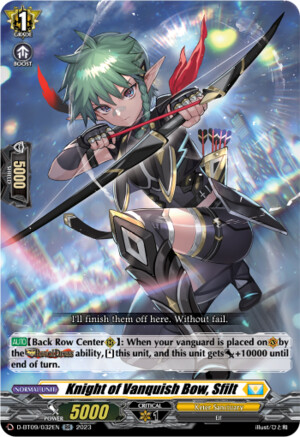 1
GRADE
BOOST
5000
SHIELD
I'll finish them off here. Without fail.
AUTO【Back Row Center】: When your vanguard is placed on by
the ability, this unit, and this unit gets +10000 until
end of turn.
NORMAL UNIT
Knight of Vanquish Bow, Sfilt
POWER 5000
CRITICAL 1
Elf
D-BT09/032EN 2023